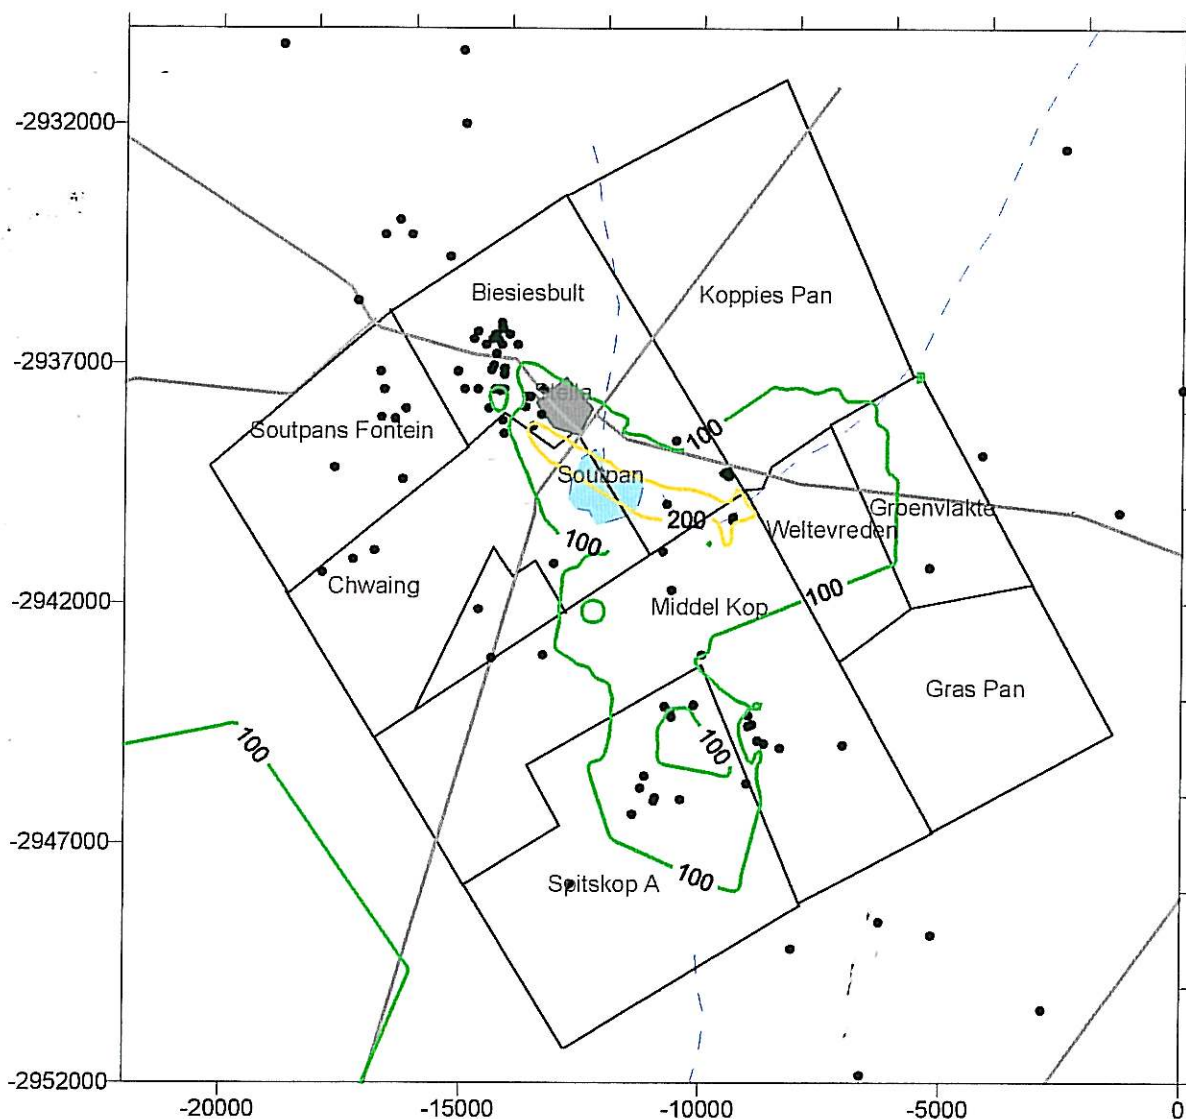 -2932000
Biesiesbult
Koppies Pan
-2937000
Stella
100
Soutpans Fontein
Soutpan
Groenvlakte
200
Weltevreden
100
Chwaing
100
-2942000
Middel Kop
Gras Pan
100
100
-2947000
100
Spitskop A
-2952000
-20000
-15000
-10000
-5000
0